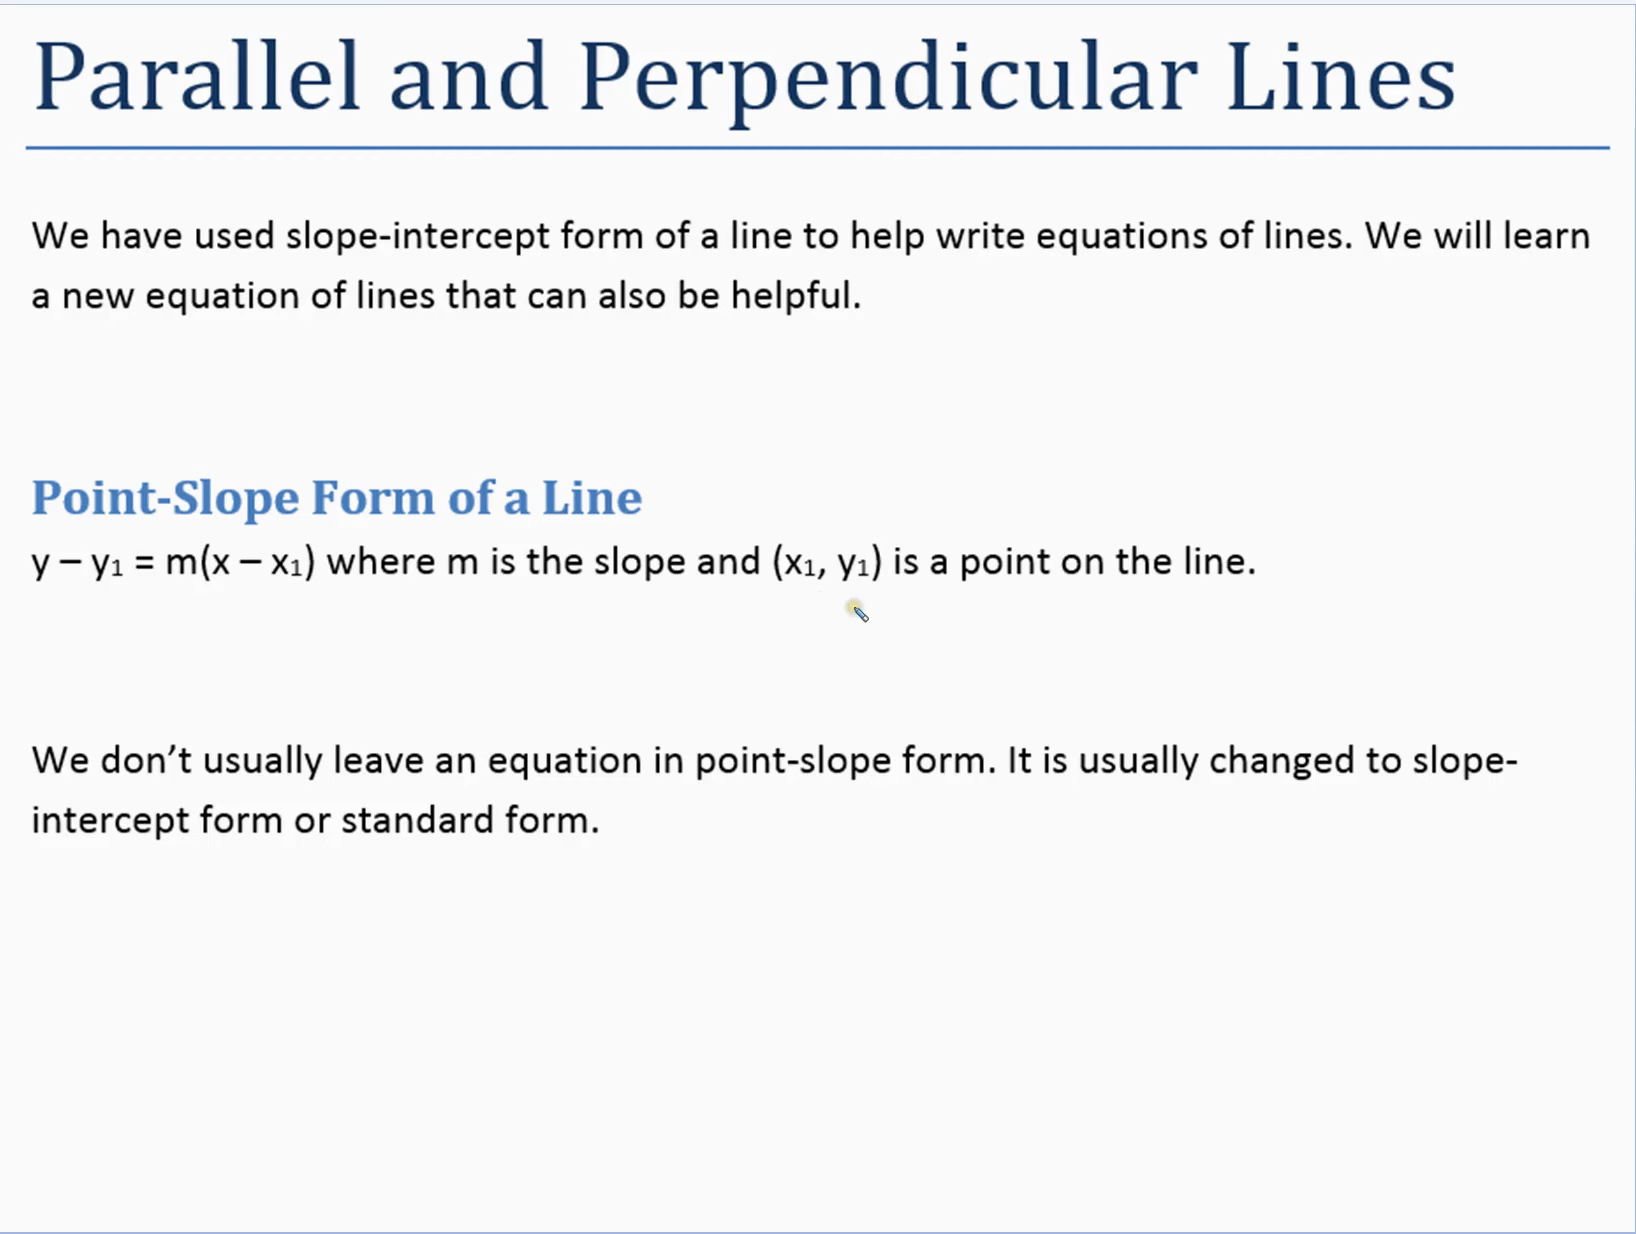 Parallel and Perpendicular Lines
We have used slope-intercept form of a line to help write equations of lines. We will learn
a new equation of lines that can also be helpful.
Point-Slope Form of a Line
y – y₁ = m(x – x₁) where m is the slope and (x₁, y₁) is a point on the line.
We don’t usually leave an equation in point-slope form. It is usually changed to slope-
intercept form or standard form.